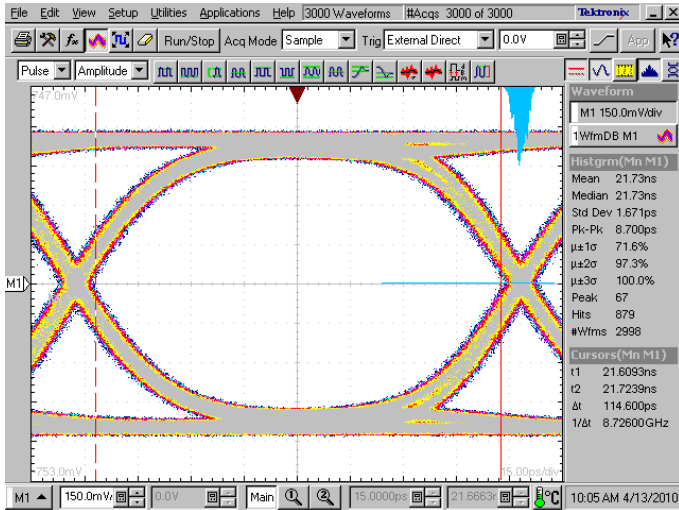 File Edit View Setup Utilities Applications Help 3000 Waveforms #Acqs 3000 of 3000 Tektronix
Run/Stop Acq Mode Sample Trig External Direct 0.0V App
Pulse Amplitude
747.0mV
Waveform
M1 150.0mV/div
1 WfmDB M1
Histgrm(Mn M1)
Mean 21.73ns
Median 21.73ns
Std Dev 1.671ps
Pk-Pk 8.700ps
µ±1σ 71.6%
µ±2σ 97.3%
µ±3σ 100.0%
Peak 67
Hits 879
#Wfms 2998
M1
Cursors(Mn M1)
t1 21.6093ns
t2 21.7239ns
Δt 114.600ps
1/Δt 8.72600GHz
-753.0mV
15.00ps/div
M1 150.0mV/ 0.0V Main 15.0000ps 21.6663r °C 10:05 AM 4/13/2010